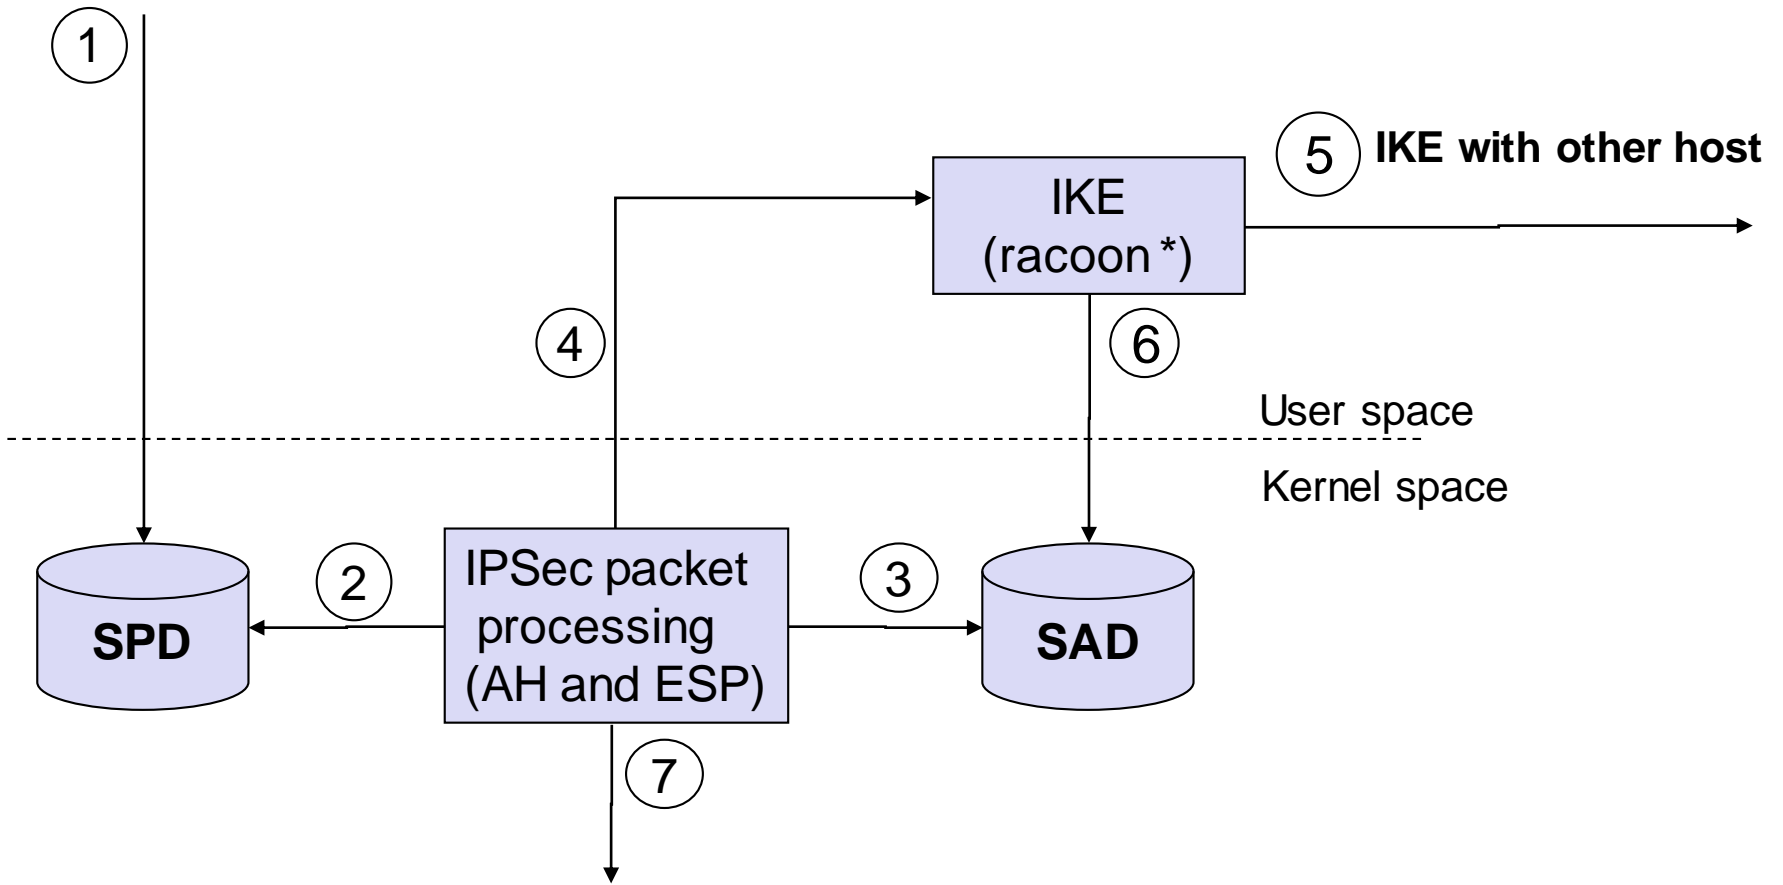 1
5
IKE with other host
IKE
(racoon *)
4
6
User space
Kernel space
2
IPSec packet
processing
(AH and ESP)
3
SPD
SAD
7